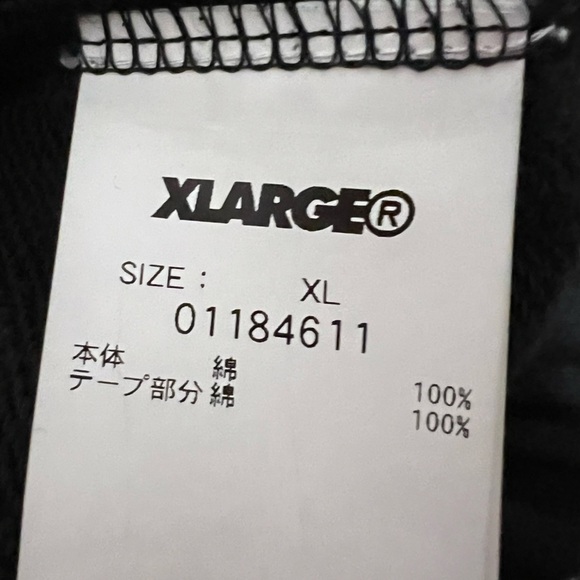 XLARGE®
SIZE : XL
01184611
本体 綿 100%
テープ部分 綿 100%